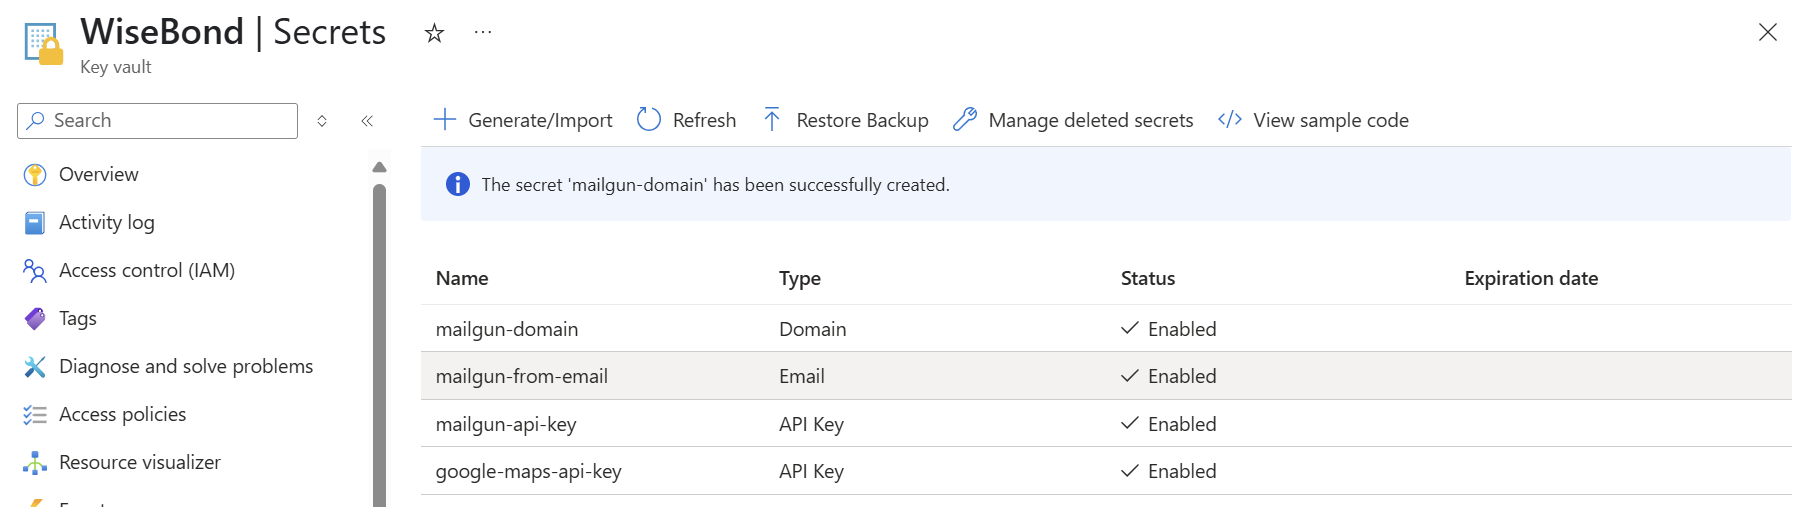 WiseBond | Secrets
Key vault
Search
Overview
Activity log
Access control (IAM)
Tags
Diagnose and solve problems
Access policies
Resource visualizer
Generate/Import Refresh Restore Backup Manage deleted secrets View sample code
The secret 'mailgun-domain' has been successfully created.
Name Type Status Expiration date
mailgun-domain Domain Enabled
mailgun-from-email Email Enabled
mailgun-api-key API Key Enabled
google-maps-api-key API Key Enabled